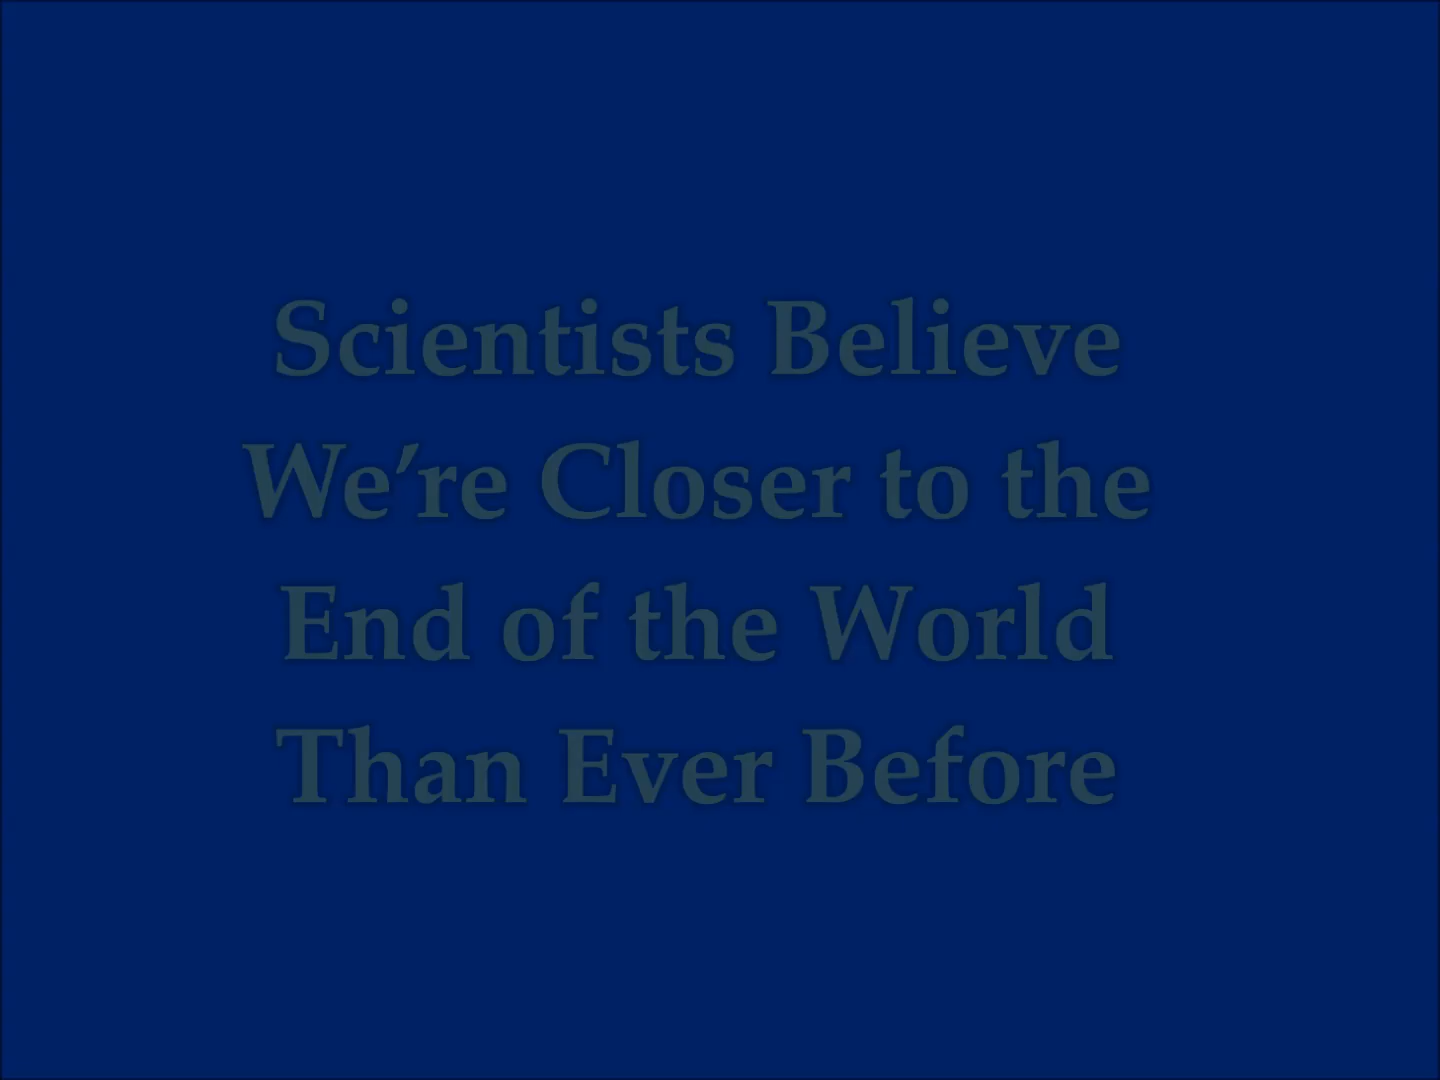 Scientists Believe
We’re Closer to the
End of the World
Than Ever Before